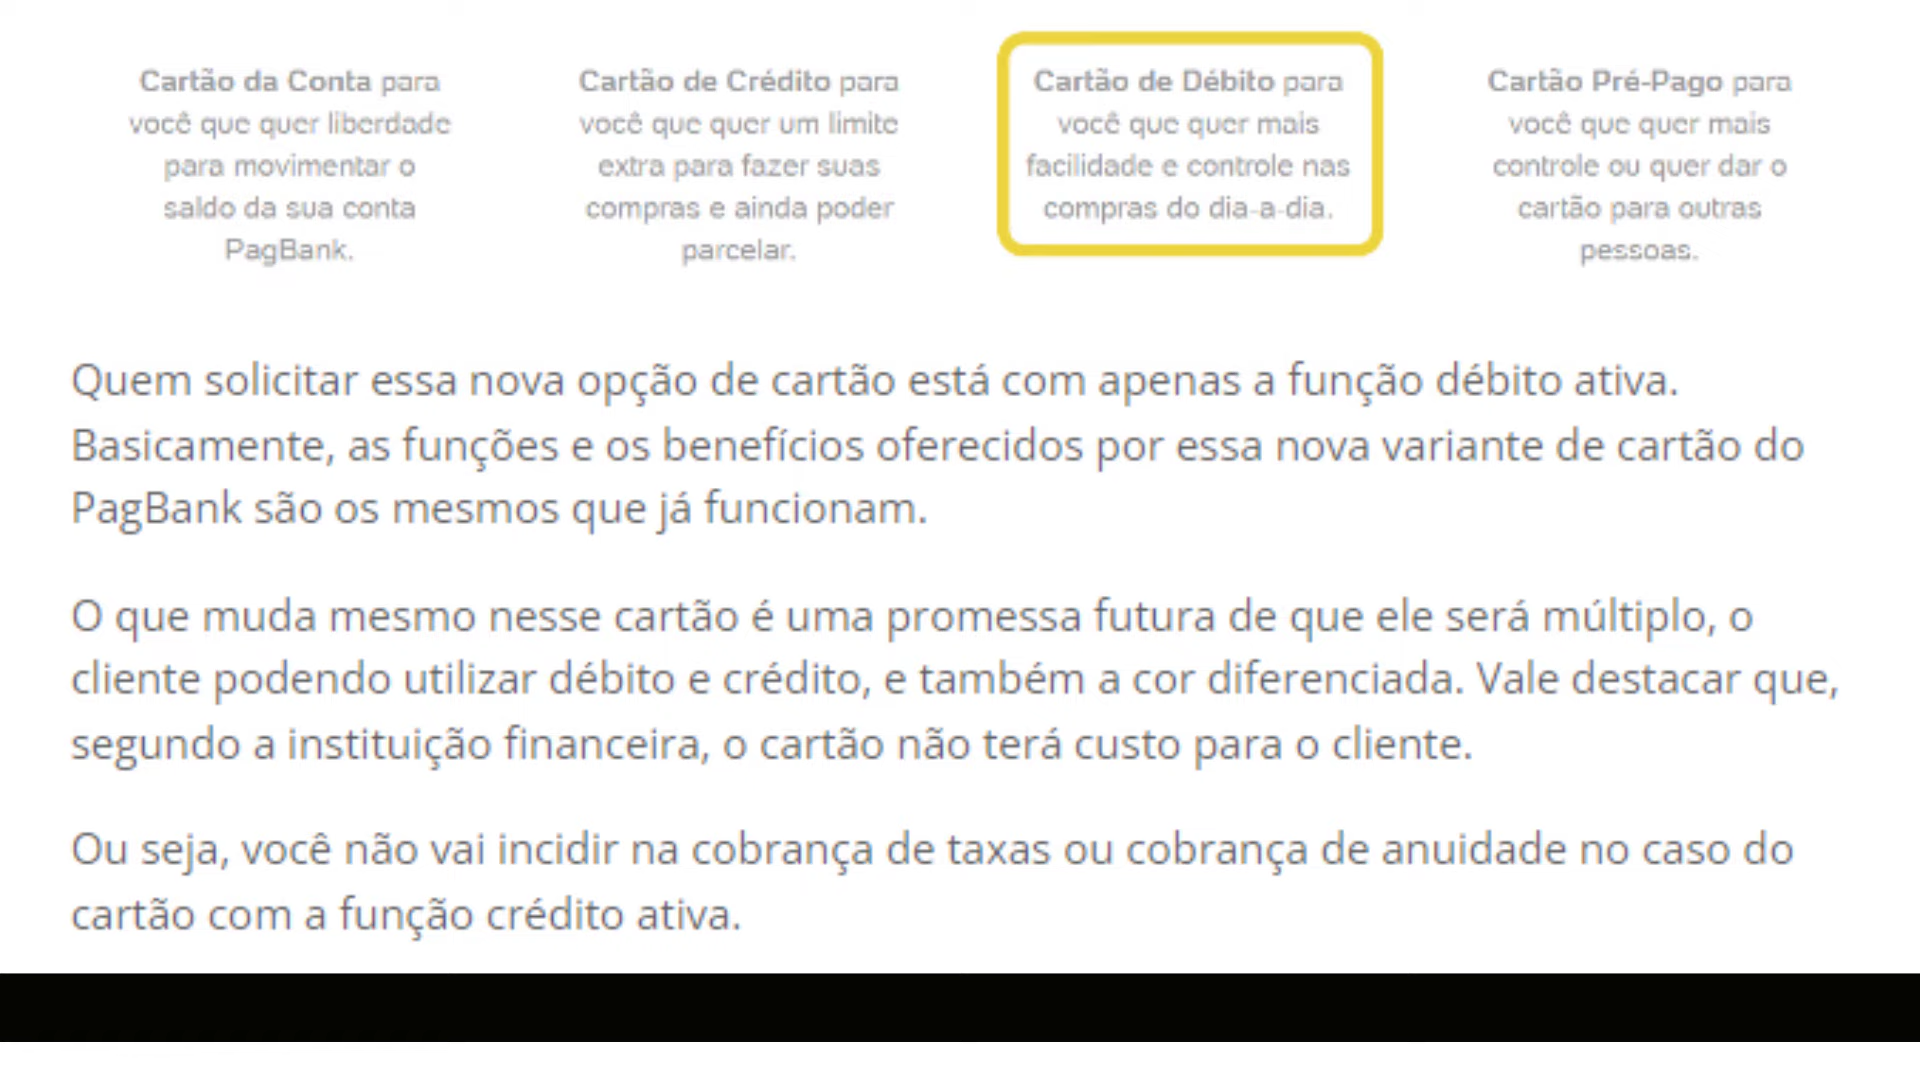 Cartão da Conta para
você que quer liberdade
para movimentar o
saldo da sua conta
PagBank.
Cartão de Crédito para
você que quer um limite
extra para fazer suas
compras e ainda poder
parcelar.
Cartão de Débito para
você que quer mais
facilidade e controle nas
compras do dia-a-dia.
Cartão Pré-Pago para
você que quer mais
controle ou quer dar o
cartão para outras
pessoas.
Quem solicitar essa nova opção de cartão está com apenas a função débito ativa.
Basicamente, as funções e os benefícios oferecidos por essa nova variante de cartão do
PagBank são os mesmos que já funcionam.
O que muda mesmo nesse cartão é uma promessa futura de que ele será múltiplo, o
cliente podendo utilizar débito e crédito, e também a cor diferenciada. Vale destacar que,
segundo a instituição financeira, o cartão não terá custo para o cliente.
Ou seja, você não vai incidir na cobrança de taxas ou cobrança de anuidade no caso do
cartão com a função crédito ativa.